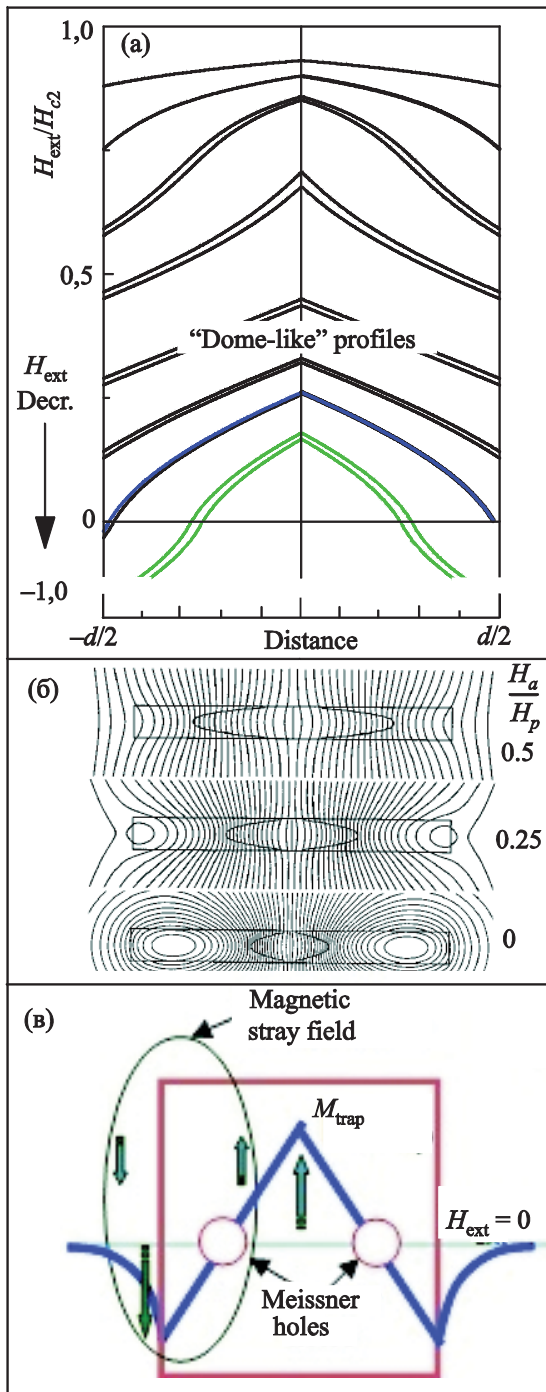 (а)
1,0
H_ext/H_c2
0,5
“Dome-like” profiles
H_ext
Decr.
0
–1,0
–d/2
Distance
d/2
(б)
H_a
H_p
0.5
0.25
0
(в)
Magnetic
stray field
M_trap
H_ext = 0
Meissner
holes